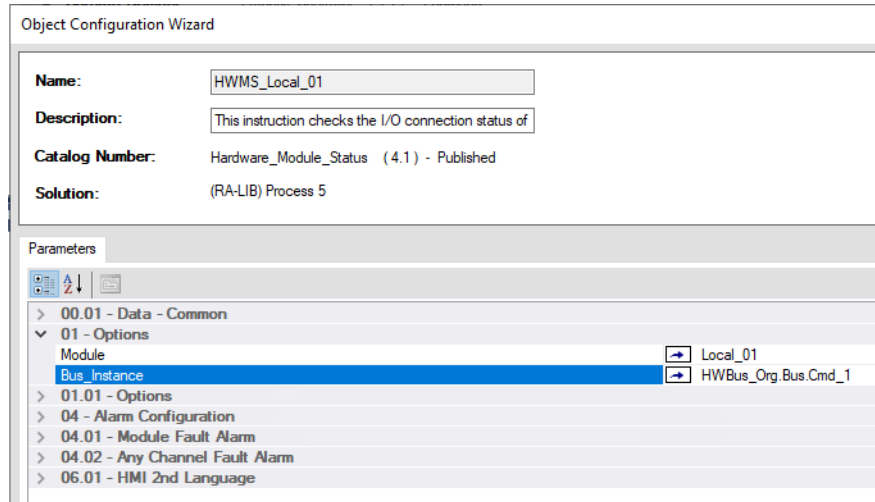 Object Configuration Wizard
Name: HWMS_Local_01
Description: This instruction checks the I/O connection status of
Catalog Number: Hardware_Module_Status (4.1) - Published
Solution: (RA-LIB) Process 5
Parameters
00.01 - Data - Common
01 - Options
Module Local_01
Bus_Instance HWBus_Org.Bus.Cmd_1
01.01 - Options
04 - Alarm Configuration
04.01 - Module Fault Alarm
04.02 - Any Channel Fault Alarm
06.01 - HMI 2nd Language